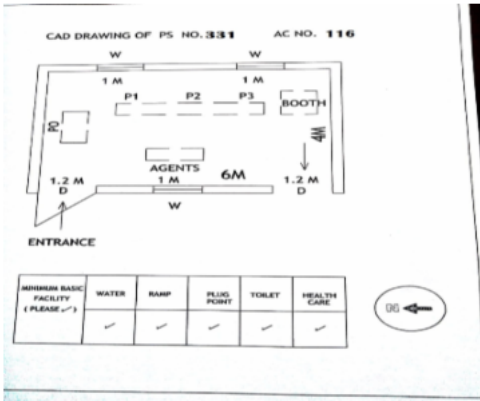 CAD DRAWING OF PS NO. 331 AC NO. 116
W W
1 M 1 M
P1 P2 P3
BOOTH
PO
4M
AGENTS
1.2 M 1 M 6M 1.2 M
D D
W
ENTRANCE
MINIMUM BASIC FACILITY (PLEASE ✓) WATER RAMP PLUG POINT TOILET HEALTH CARE
✓ ✓ ✓ ✓ ✓
N